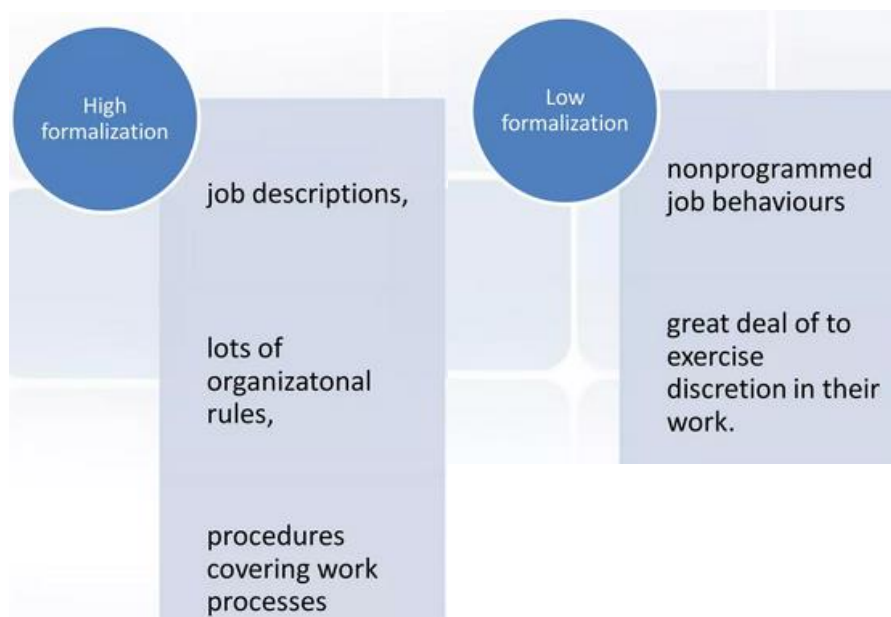 High
formalization
job descriptions,
lots of
organizatonal
rules,
procedures
covering work
processes
Low
formalization
nonprogrammed
job behaviours
great deal of to
exercise
discretion in their
work.